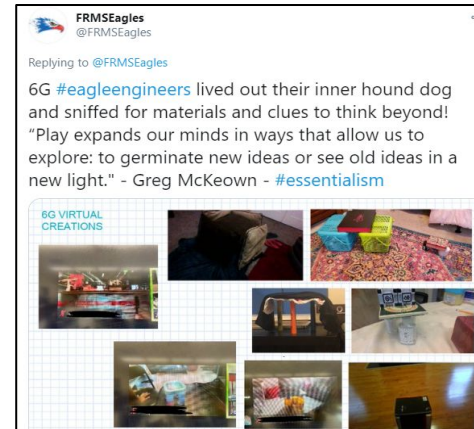 FRMSEagles
@FRMSEagles
Replying to @FRMSEagles
6G #eagleengineers lived out their inner hound dog
and sniffed for materials and clues to think beyond!
“Play expands our minds in ways that allow us to
explore: to germinate new ideas or see old ideas in a
new light." - Greg McKeown - #essentialism
6G VIRTUAL
CREATIONS